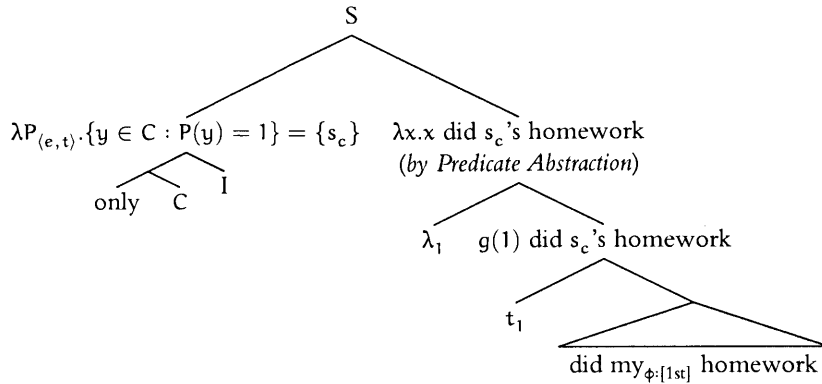 S
λP⟨e,t⟩.{y ∈ C : P(y) = 1} = {s_c} λx.x did s_c's homework
(by Predicate Abstraction)
only C I
λ₁ g(1) did s_c's homework
t₁
did my_ϕ:[1st] homework